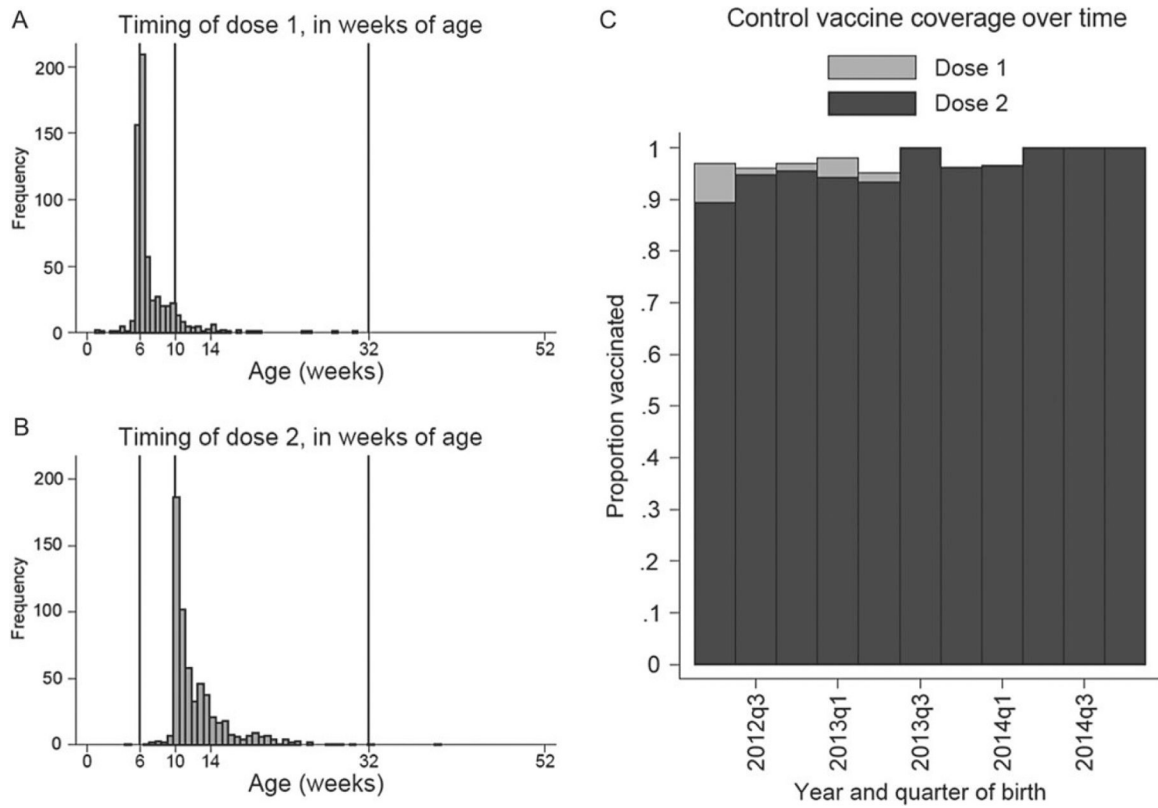 A
Timing of dose 1, in weeks of age
Frequency
200
150
100
50
0
0 6 10 14 32 52
Age (weeks)
B
Timing of dose 2, in weeks of age
Frequency
200
150
100
50
0
0 6 10 14 32 52
Age (weeks)
C
Control vaccine coverage over time
Dose 1
Dose 2
Proportion vaccinated
1
.9
.8
.7
.6
.5
.4
.3
.2
.1
0
2012q3 2013q1 2013q3 2014q1 2014q3
Year and quarter of birth